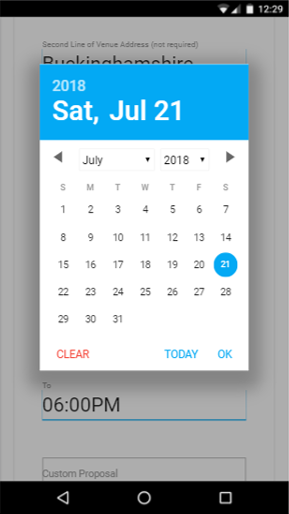 12:29
Second Line of Venue Address (not required)
Buckinghamshire
2018
Sat, Jul 21
July 2018
S M T W T F S
1 2 3 4 5 6 7
8 9 10 11 12 13 14
15 16 17 18 19 20 21
22 23 24 25 26 27 28
29 30 31
CLEAR TODAY OK
To
06:00PM
Custom Proposal